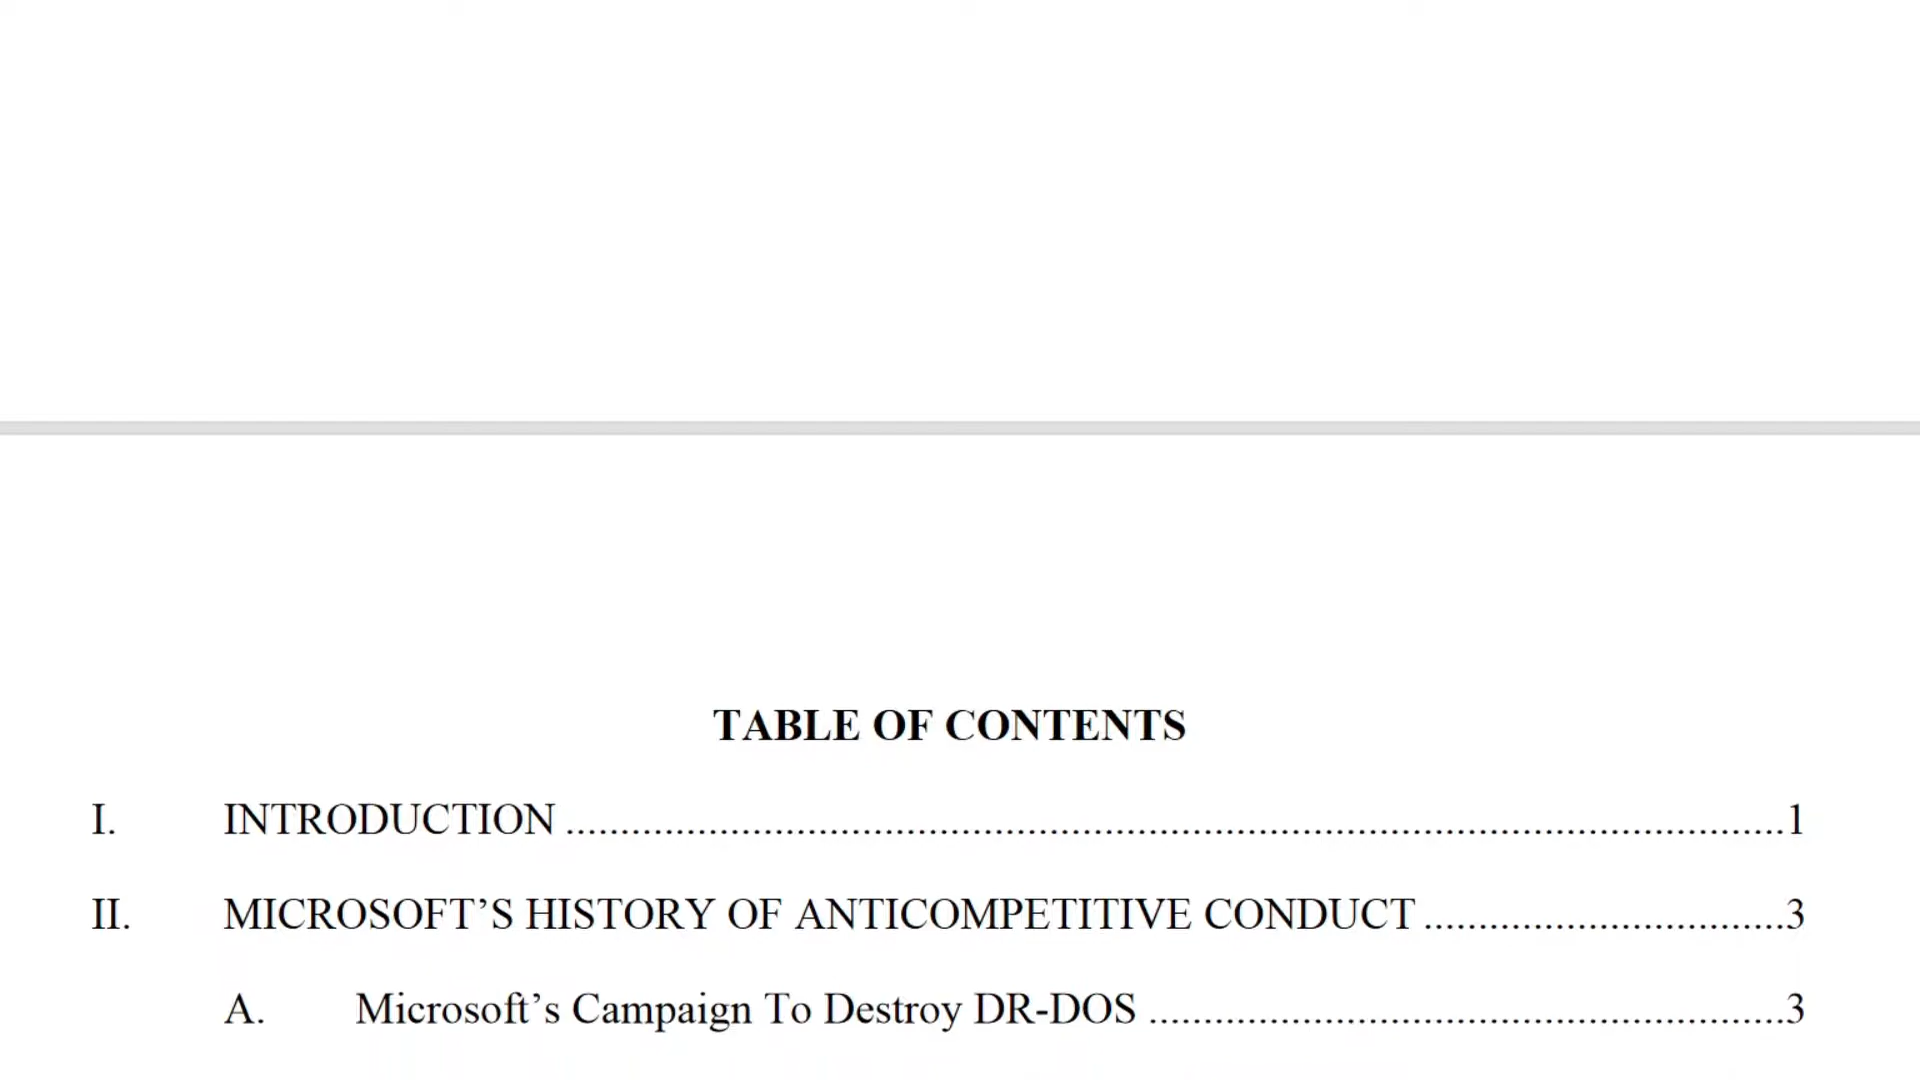 TABLE OF CONTENTS
I. INTRODUCTION ........................................................................................... 1
II. MICROSOFT’S HISTORY OF ANTICOMPETITIVE CONDUCT ........................... 3
A. Microsoft’s Campaign To Destroy DR-DOS ............................................... 3